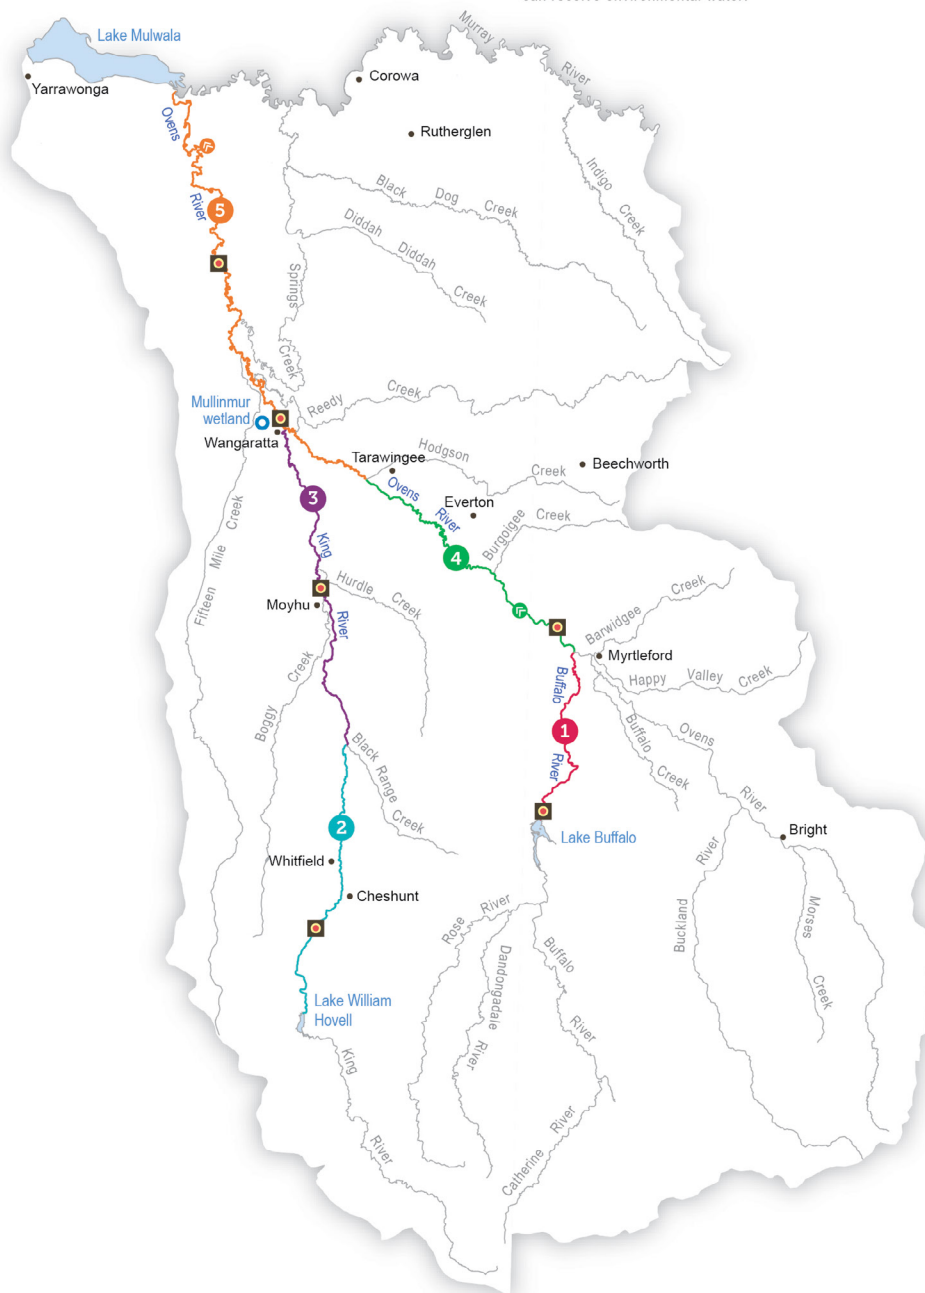 Lake Mulwala
Murray
River
Corowa
Yarrawonga
Rutherglen
Ovens
River
5
Indigo
Creek
Black Dog Creek
Diddah Diddah Creek
Springs
Creek
Reedy Creek
Mullinmur
wetland
Wangaratta
Tarawingee
Hodgson Creek
Beechworth
Ovens
River
Everton
3
4
Burgoigee Creek
Fifteen Mile Creek
King
River
Hurdle Creek
Moyhu
Barwidgee Creek
Myrtleford
Happy Valley Creek
Buffalo
River
1
Buffalo
Creek
Ovens
River
Boggy Creek
Black Range Creek
2
Lake Buffalo
Bright
Whitfield
Cheshunt
Rose River
Dandongadale
River
Buffalo
River
Buckland
River
Morses
Creek
Lake William
Hovell
King
River
Catherine River